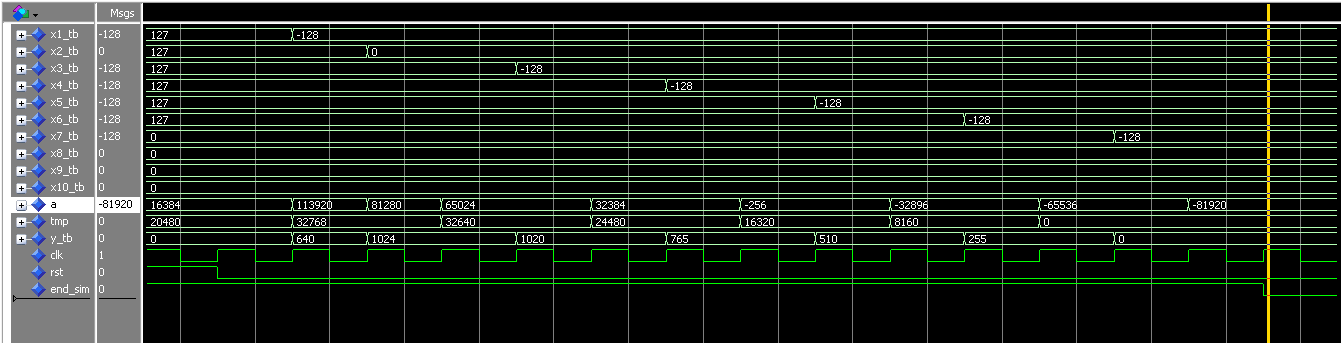 Msgs
x1_tb -128 127 -128
x2_tb 0 127 0
x3_tb -128 127 -128
x4_tb -128 127 -128
x5_tb -128 127 -128
x6_tb -128 127 -128
x7_tb -128 0 -128
x8_tb 0 0
x9_tb 0 0
x10_tb 0 0
a -81920 16384 113920 81280 65024 32384 -256 -32896 -65536 -81920
tmp 0 20480 32768 32640 24480 16320 8160 0
y_tb 0 0 640 1024 1020 765 510 255 0
clk 1
rst 0
end_sim 0